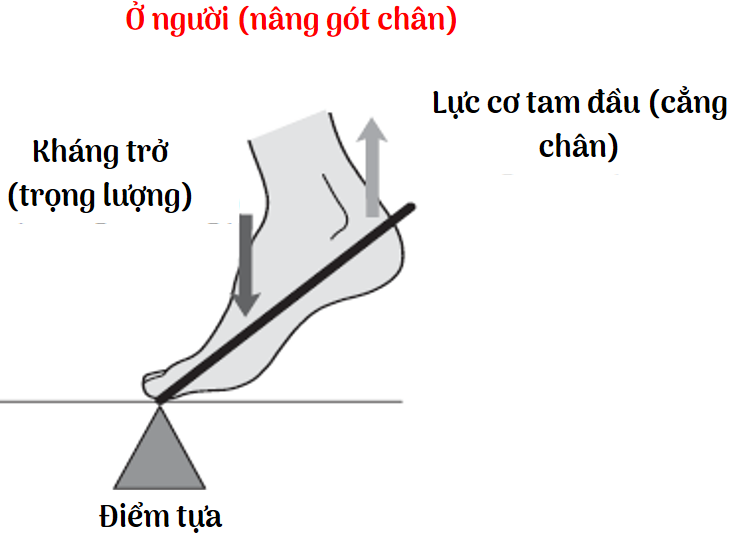 Ở người (nâng gót chân)
Lực cơ tam đầu (cẳng
chân)
Kháng trở
(trọng lượng)
Điểm tựa